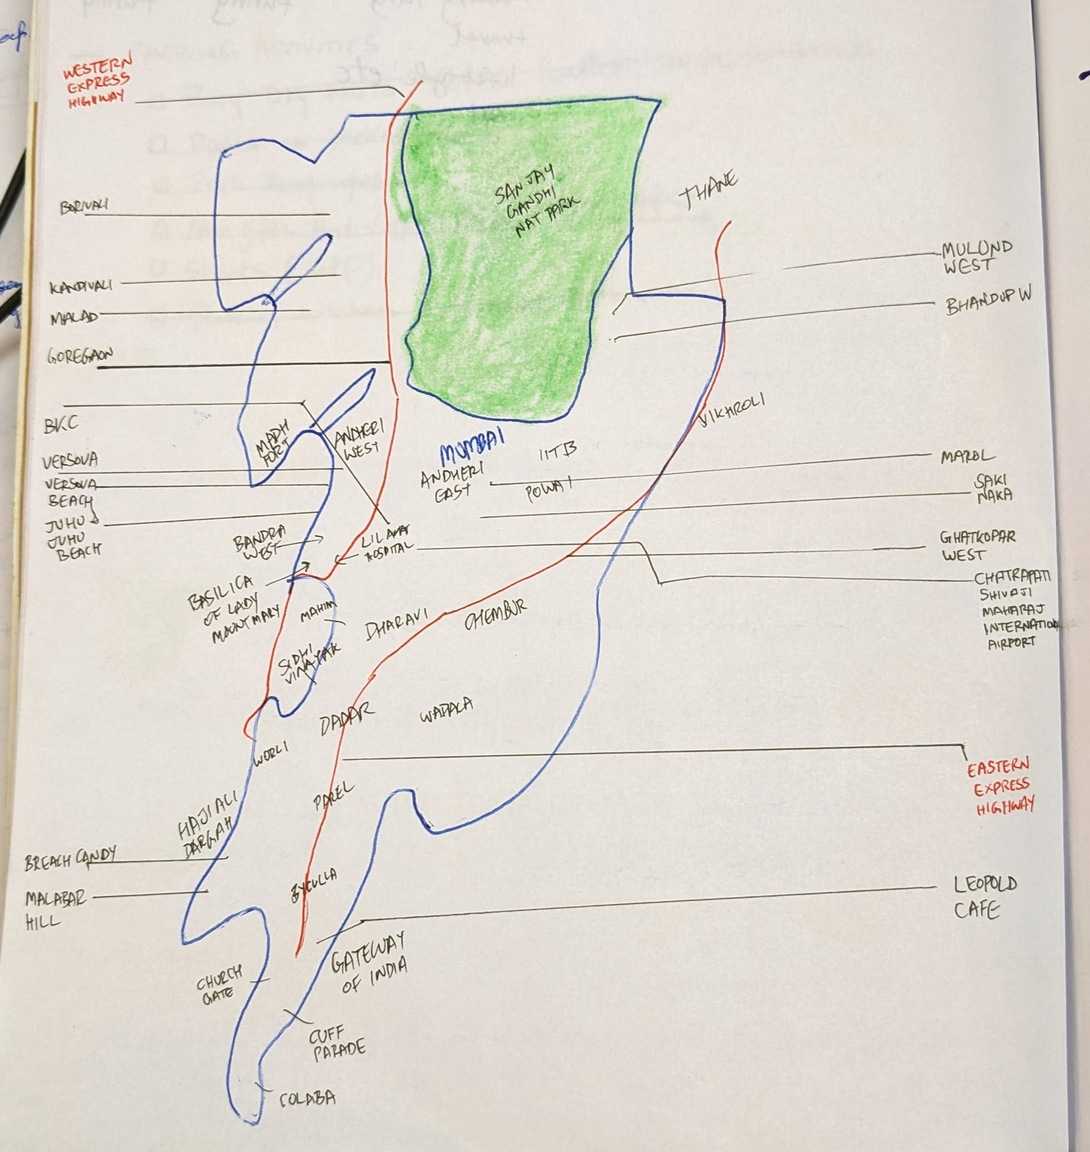 WESTERN
EXPRESS
HIGHWAY
BORIVALI
KANDIVALI
MALAD
GOREGAON
BKC
VERSOVA
VERSOVA
BEACH
JUHU
JUHU
BEACH
SANJAY
GANDHI
NAT PARK
THANE
MULUND
WEST
BHANDUP W
VIKHROLI
MADH
FORT
ANDHERI
WEST
MUMBAI
ANDHERI
EAST
IITB
POWAI
MAROL
SAKI
NAKA
GHATKOPAR
WEST
CHATRAPATI
SHIVAJI
MAHARAJ
INTERNATIONAL
AIRPORT
BANDRA
WEST
LILAVATI
HOSPITAL
BASILICA
OF LADY
MOUNT MARY
MAHIM
DHARAVI
CHEMBUR
SIDHI
VINAYAK
DADAR
WADALA
WORLI
EASTERN
EXPRESS
HIGHWAY
PAREL
HAJI ALI
DARGAH
BREACH CANDY
MALABAR
HILL
BYCULLA
LEOPOLD
CAFE
GATEWAY
OF INDIA
CHURCH
GATE
CUFF
PARADE
COLABA